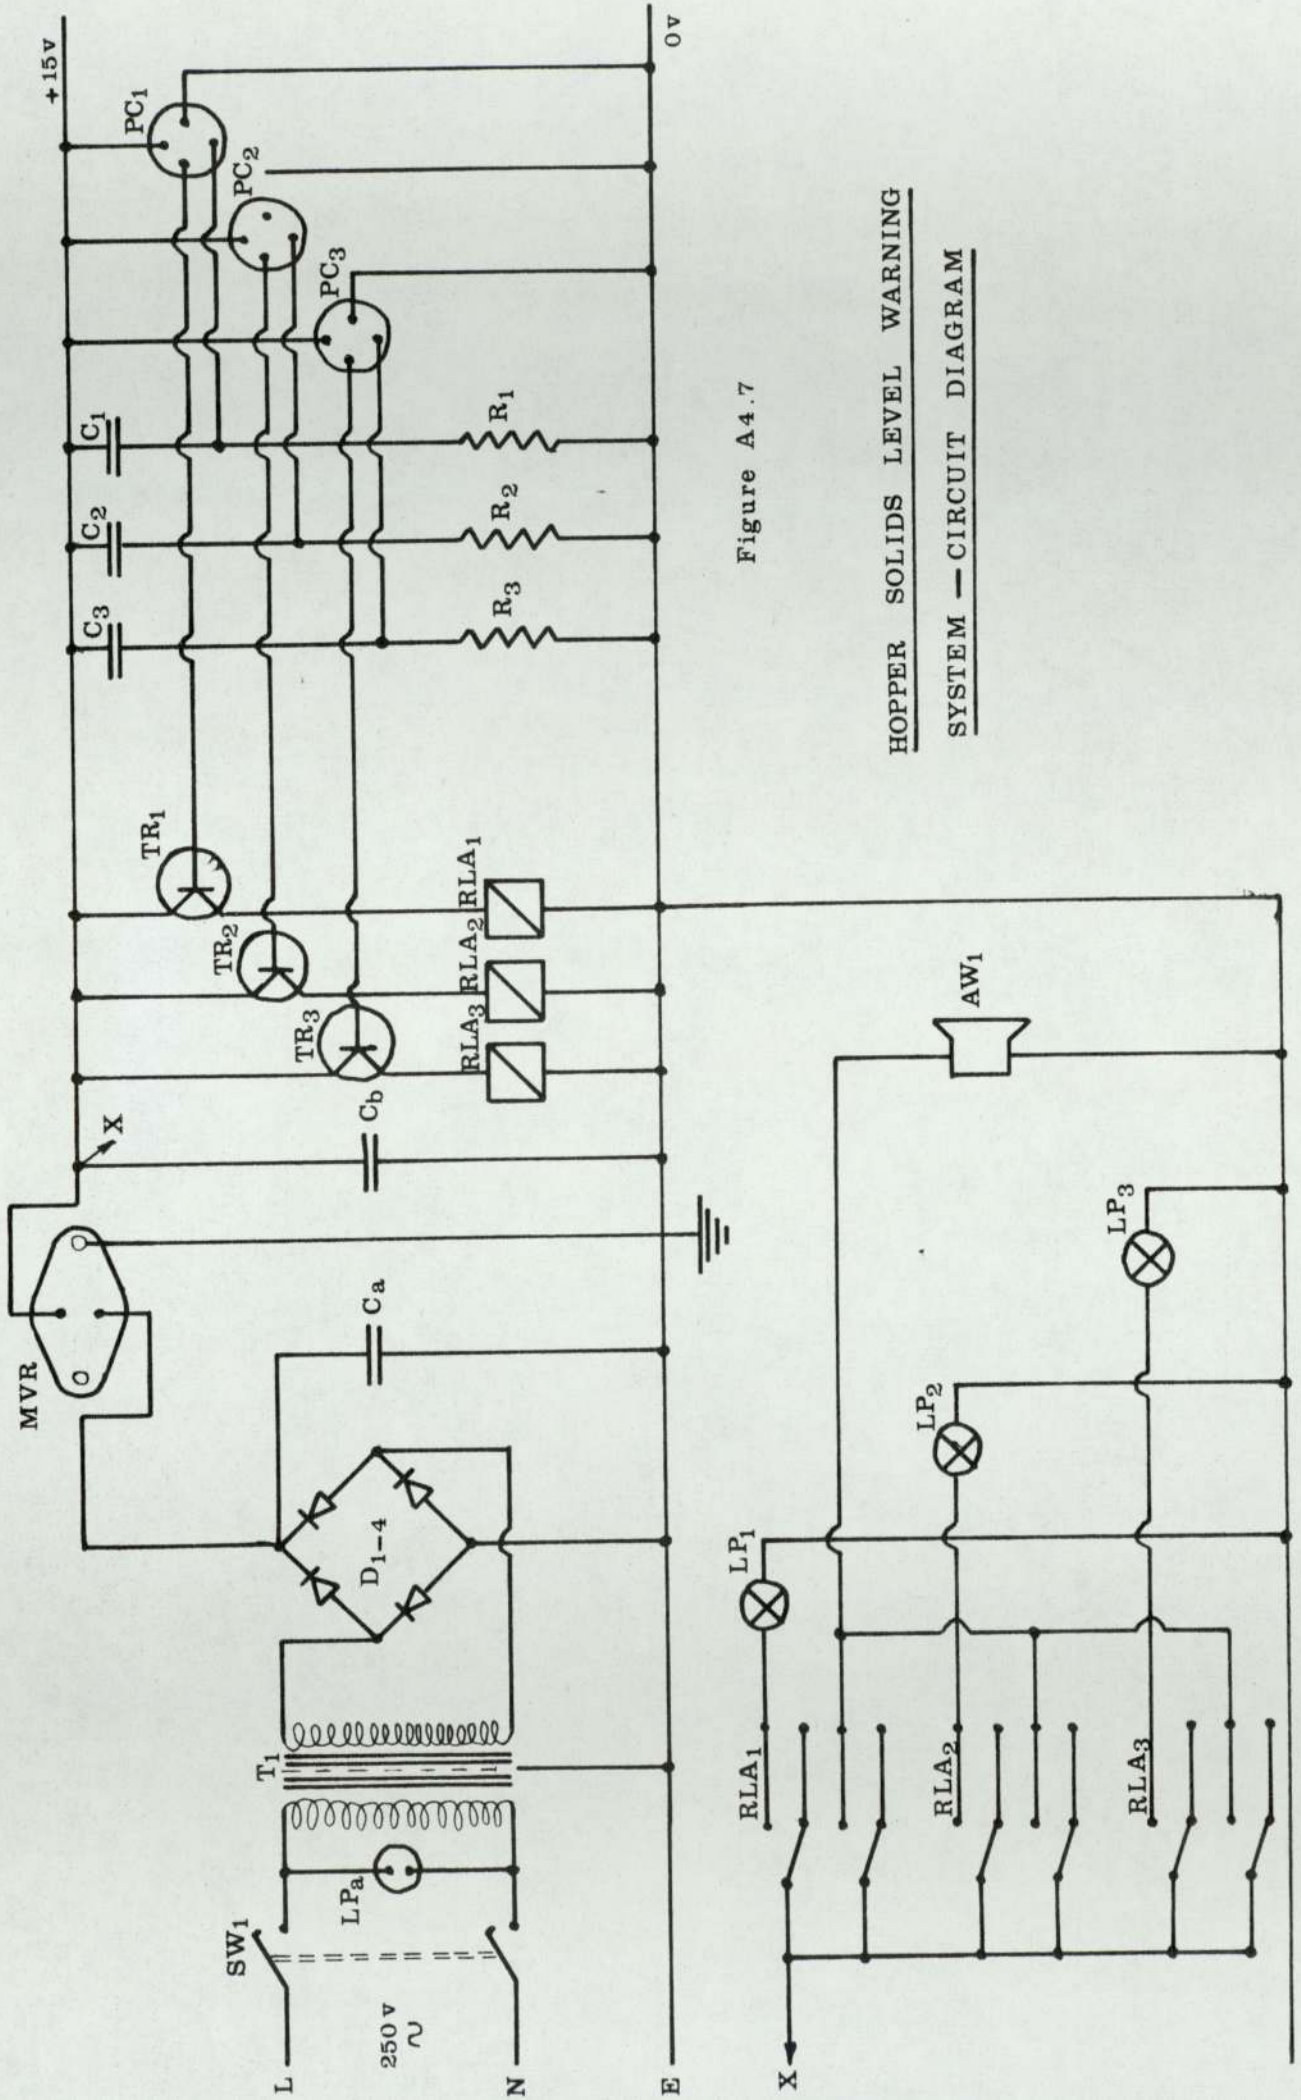 L
N
E
250 v
SW1
LPa
T1
D1-4
MVR
Ca
Cb
X
+15v
0v
TR1
TR2
TR3
RLA1
RLA2
RLA3
C1
C2
C3
R1
R2
R3
PC1
PC2
PC3
X
RLA1
RLA2
RLA3
LP1
LP2
LP3
AW1
Figure A4.7
HOPPER SOLIDS LEVEL WARNING
SYSTEM — CIRCUIT DIAGRAM